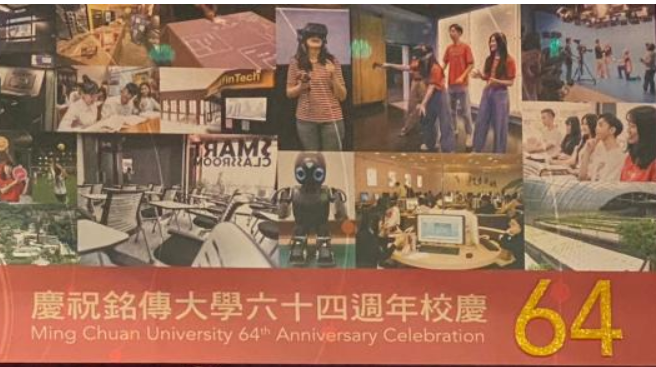 FinTech
SMART
CLASSROOM
慶祝銘傳大學六十四週年校慶
Ming Chuan University 64th Anniversary Celebration
64